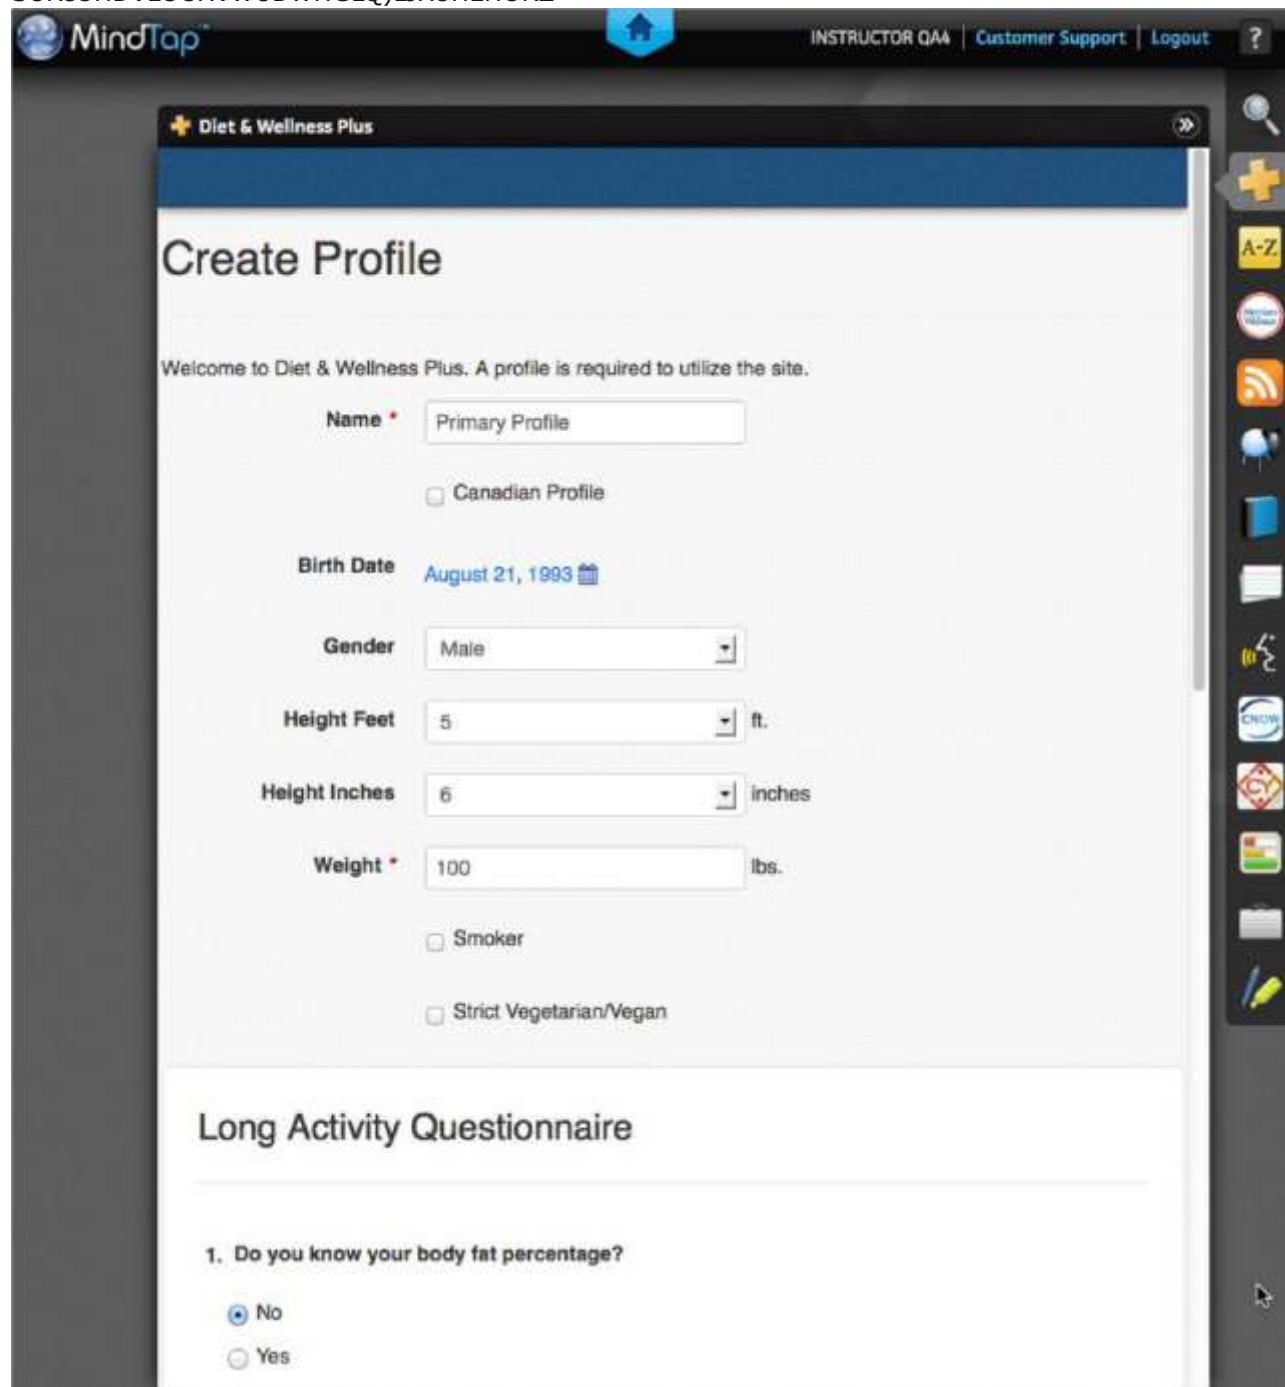 MindTap
INSTRUCTOR QA4 | Customer Support | Logout ?
Diet & Wellness Plus
A-Z
Create Profile
Welcome to Diet & Wellness Plus. A profile is required to utilize the site.
Name * Primary Profile
Canadian Profile
Birth Date August 21, 1993
Gender Male
Height Feet 5 ft.
Height Inches 6 inches
CNOW
CY
Weight * 100 lbs.
Smoker
Strict Vegetarian/Vegan
Long Activity Questionnaire
1. Do you know your body fat percentage?
No
Yes